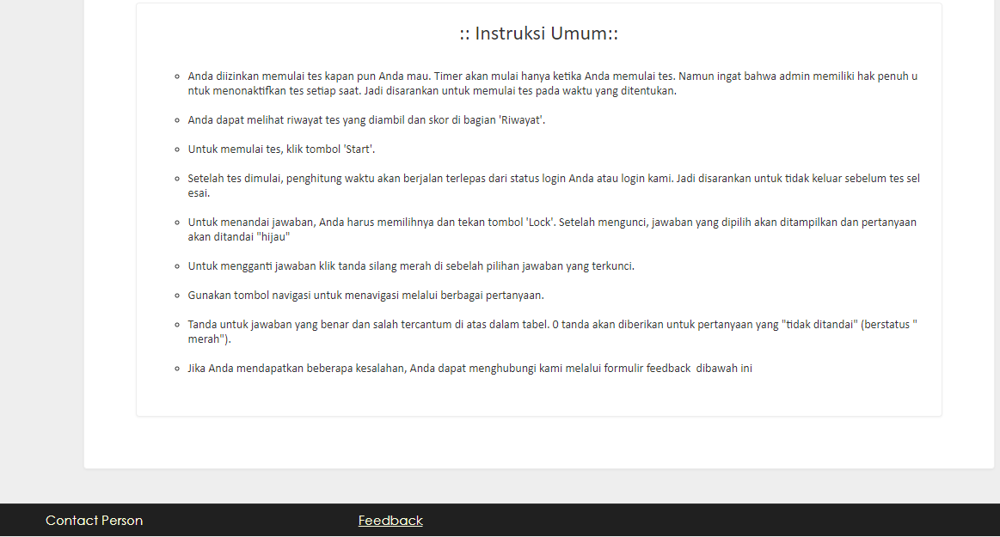 :: Instruksi Umum::
Anda diizinkan memulai tes kapan pun Anda mau. Timer akan mulai hanya ketika Anda memulai tes. Namun ingat bahwa admin memiliki hak penuh u
ntuk menonaktifkan tes setiap saat. Jadi disarankan untuk memulai tes pada waktu yang ditentukan.
Anda dapat melihat riwayat tes yang diambil dan skor di bagian 'Riwayat'.
Untuk memulai tes, klik tombol 'Start'.
Setelah tes dimulai, penghitung waktu akan berjalan terlepas dari status login Anda atau login kami. Jadi disarankan untuk tidak keluar sebelum tes sel
esai.
Untuk menandai jawaban, Anda harus memilihnya dan tekan tombol 'Lock'. Setelah mengunci, jawaban yang dipilih akan ditampilkan dan pertanyaan
akan ditandai "hijau"
Untuk mengganti jawaban klik tanda silang merah di sebelah pilihan jawaban yang terkunci.
Gunakan tombol navigasi untuk menavigasi melalui berbagai pertanyaan.
Tanda untuk jawaban yang benar dan salah tercantum di atas dalam tabel. 0 tanda akan diberikan untuk pertanyaan yang "tidak ditandai" (berstatus "
merah").
Jika Anda mendapatkan beberapa kesalahan, Anda dapat menghubungi kami melalui formulir feedback  dibawah ini
Contact Person
Feedback